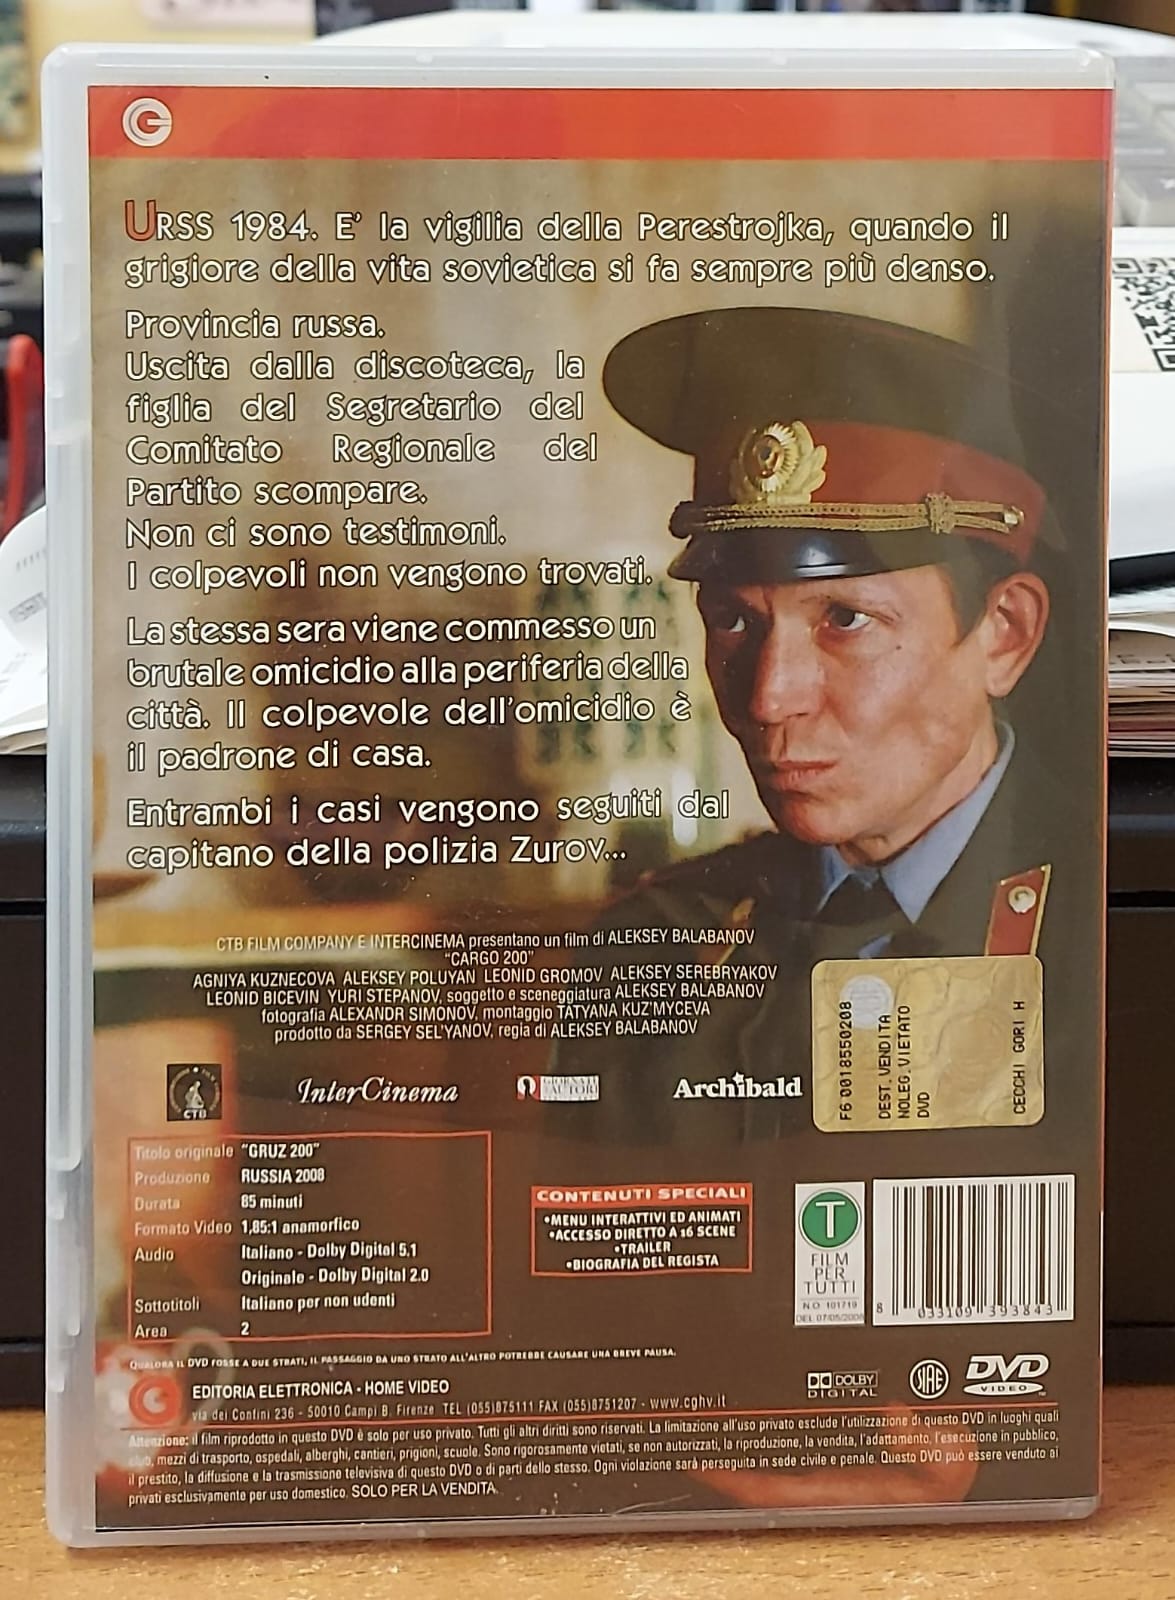 URSS 1984. E' la vigilia della Perestrojka, quando il
grigiore della vita sovietica si fa sempre più denso.
Provincia russa.
Uscita dalla discoteca, la
figlia del Segretario del
Comitato Regionale del
Partito scompare.
Non ci sono testimoni.
I colpevoli non vengono trovati.
La stessa sera viene commesso un
brutale omicidio alla periferia della
città. Il colpevole dell'omicidio è
il padrone di casa.
Entrambi i casi vengono seguiti dal
capitano della polizia Zurov...
CTB FILM COMPANY E INTERCINEMA presentano un film di ALEKSEY BALABANOV
"CARGO 200"
AGNIYA KUZNECOVA ALEKSEY POLUYAN LEONID GROMOV ALEKSEY SEREBRYAKOV
LEONID BICEVIN YURI STEPANOV, soggetto e sceneggiatura ALEKSEY BALABANOV
fotografia ALEXANDR SIMONOV, montaggio TATYANA KUZ'MYCEVA
prodotto da SERGEY SEL'YANOV, regia di ALEKSEY BALABANOV
CTB
InterCinema
Archibald
F6 0018550208
DEST.VENDITA
NOLEG.VIETATO
DVD
CECCHI GORI H
Titolo originale "GRUZ 200"
Produzione RUSSIA 2008
Durata 85 minuti
Formato Video 1,85:1 anamorfico
Audio Italiano - Dolby Digital 5.1
Originale - Dolby Digital 2.0
Sottotitoli Italiano per non udenti
Area 2
CONTENUTI SPECIALI
•MENU INTERATTIVI ED ANIMATI
•ACCESSO DIRETTO A 16 SCENE
•TRAILER
•BIOGRAFIA DEL REGISTA
T
FILM
PER
TUTTI
N.O. 101719
DEL 07/05/2008
8 033109 393843
QUALORA IL DVD FOSSE A DUE STRATI, IL PASSAGGIO DA UNO STRATO ALL'ALTRO POTREBBE CAUSARE UNA BREVE PAUSA.
EDITORIA ELETTRONICA - HOME VIDEO
via dei Confini 236 - 50010 Campi B. Firenze TEL (055)875111 FAX (055)8751207 - www.cghv.it
DOLBY
DIGITAL
SIAE
DVD
VIDEO
Attenzione: il film riprodotto in questo DVD è solo per uso privato. Tutti gli altri diritti sono riservati. La limitazione all'uso privato esclude l'utilizzazione di questo DVD in luoghi quali
club, mezzi di trasporto, ospedali, alberghi, cantieri, prigioni, scuole. Sono rigorosamente vietati, se non autorizzati, la riproduzione, la vendita, l'adattamento, l'esecuzione in pubblico,
il prestito, la diffusione e la trasmissione televisiva di questo DVD o di parti dello stesso. Ogni violazione sarà perseguita in sede civile e penale. Questo DVD può essere venduto ai
privati esclusivamente per uso domestico. SOLO PER LA VENDITA.